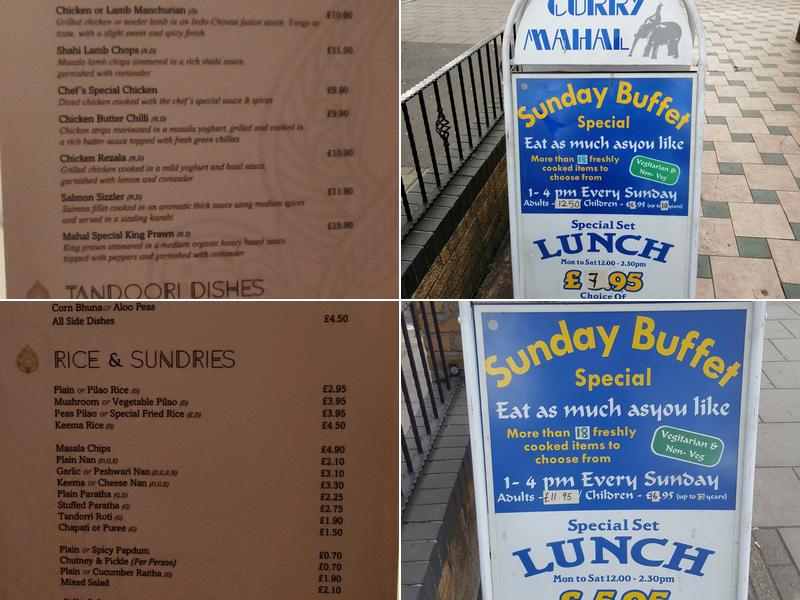 Chicken or Lamb Manchurian (D) £10.90
Grilled chicken or tender lamb in an Indo-Chinese fusion sauce. Tangy to
taste, with a slight sweet and spicy finish
Shahi Lamb Chops (N,D) £11.90
Masala lamb chops simmered in a rich shahi sauce,
garnished with coriander
Chef's Special Chicken £9.90
Diced chicken cooked with the chef's special sauce & spices
Chicken Butter Chilli (N,D) £9.90
Chicken strips marinated in a masala yoghurt, grilled and cooked in
a rich butter sauce topped with fresh green chillies
Chicken Rezala (N,D) £10.90
Grilled chicken cooked in a mild yoghurt and basil sauce,
garnished with lemon and coriander
Salmon Sizzler (N,D) £11.90
Salmon fillet cooked in an aromatic thick sauce using medium spices
and served in a sizzling karahi
Mahal Special King Prawn £15.90
King prawn simmered in a medium organic honey based sauce,
topped with peppers and garnished with coriander
TANDOORI DISHES
CURRY
MAHAL
Sunday Buffet
Special
Eat as much asyou like
More than 18 freshly
cooked items to
choose from
Vegitarian &
Non- Veg
1- 4 pm Every Sunday
Adults - 1250 Children - £6.95 (up to 10 years)
Special Set
LUNCH
Mon to Sat 12.00 - 2.30pm
£7.95
Choice Of
Corn Bhuna or Aloo Peas
All Side Dishes £4.50
RICE & SUNDRIES
Plain or Pilao Rice (D) £2.95
Mushroom or Vegetable Pilao (D) £3.95
Peas Pilao or Special Fried Rice (E,D) £3.95
Keema Rice (D) £4.50
Masala Chips £4.90
Plain Nan (D,G,E) £2.10
Garlic or Peshwari Nan (D,G,E,N) £3.10
Keema or Cheese Nan (D,G,E) £3.30
Plain Paratha (G,D) £2.25
Stuffed Paratha (G) £2.75
Tandorri Roti (G) £1.90
Chapati or Puree (G) £1.50
Plain or Spicy Papdum £0.70
Chutney & Pickle (Per Person) £0.70
Plain or Cucumber Raitha (D) £1.90
Mixed Salad £2.10
Sunday Buffet
Special
Eat as much asyou like
More than 18 freshly
cooked items to
choose from
Vegitarian &
Non- Veg
1- 4 pm Every Sunday
Adults -£11.95/ Children - £6.95 (up to years)
Special Set
LUNCH
Mon to Sat 12.00 - 2.30pm
£5.95